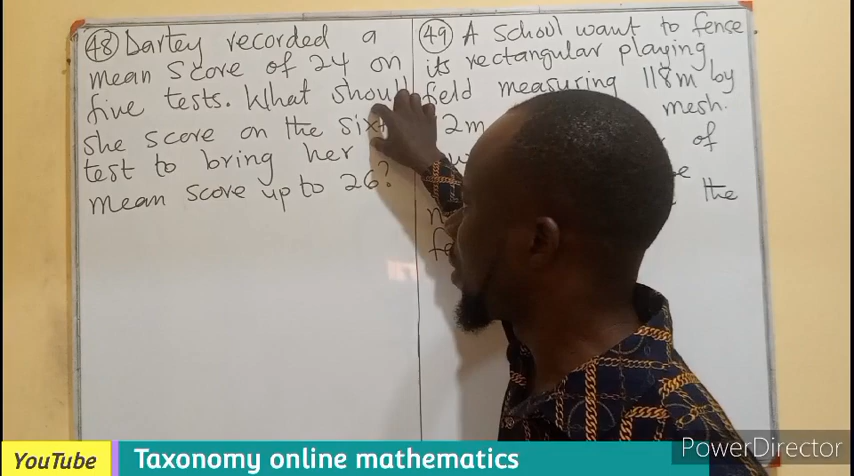 48 Dartey recorded a
mean score of 24 on
five tests. What should
she score on the six
test to bring her
mean score up to 26?
49 A school want to fense
its rectangular playing
field measuring 118m by
2m mesh.
of
the
YouTube Taxonomy online mathematics
PowerDirector